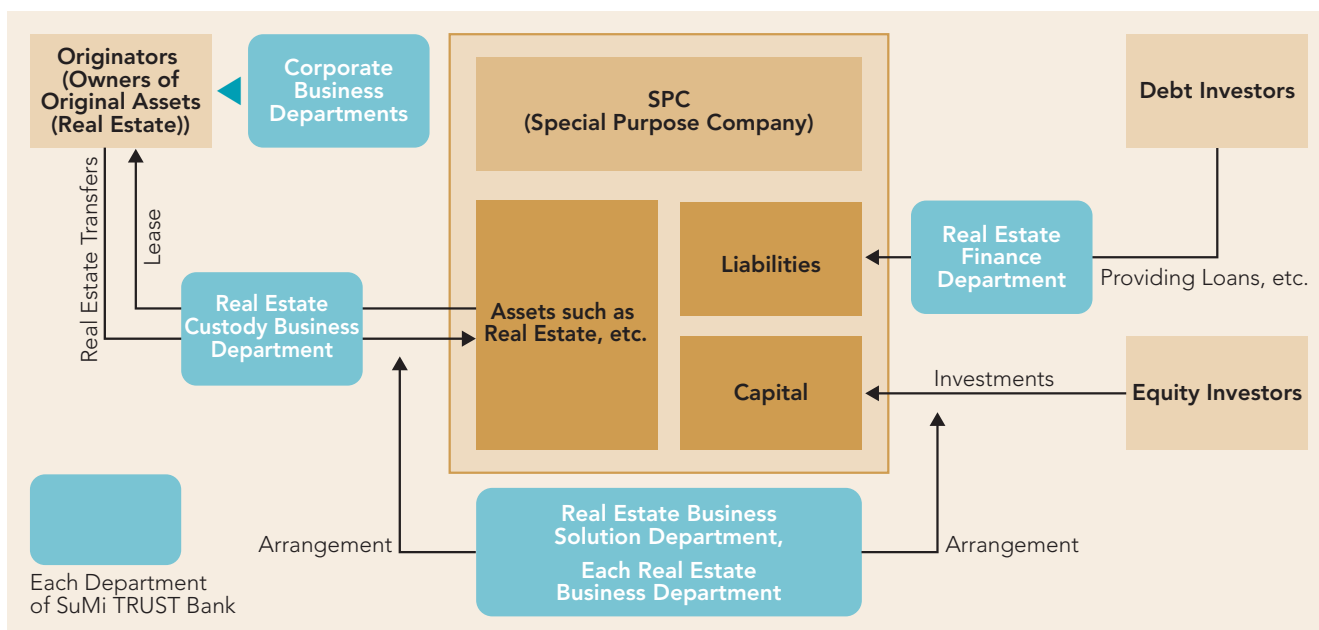 Originators
(Owners of
Original Assets
(Real Estate))
Corporate
Business
Departments
SPC
(Special Purpose Company)
Debt Investors
Real Estate Transfers
Lease
Real Estate
Custody Business
Department
Assets such as
Real Estate, etc.
Liabilities
Capital
Real Estate
Finance
Department
Providing Loans, etc.
Investments
Equity Investors
Arrangement
Real Estate Business
Solution Department,
Each Real Estate
Business Department
Arrangement
Each Department
of SuMi TRUST Bank